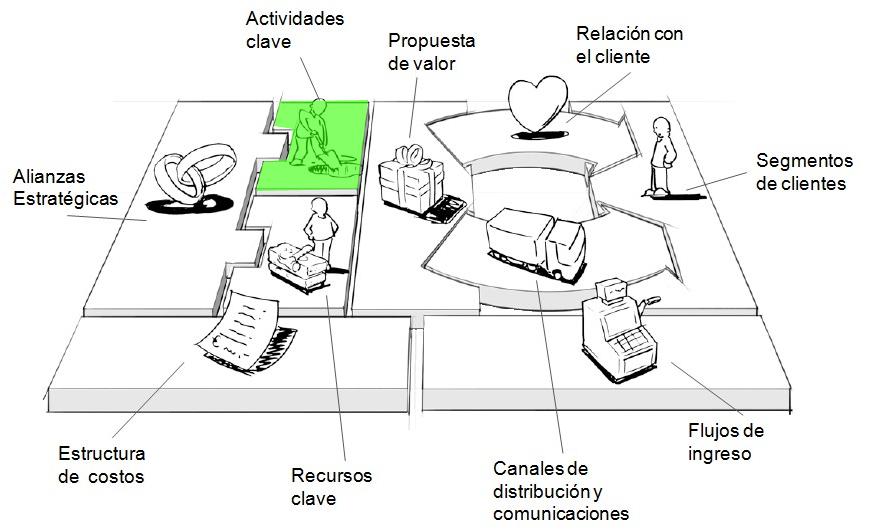 Actividades
clave
Propuesta
de valor
Relación con
el cliente
Alianzas
Estratégicas
Segmentos
de clientes
Estructura
de costos
Recursos
clave
Canales de
distribución y
comunicaciones
Flujos de
ingreso